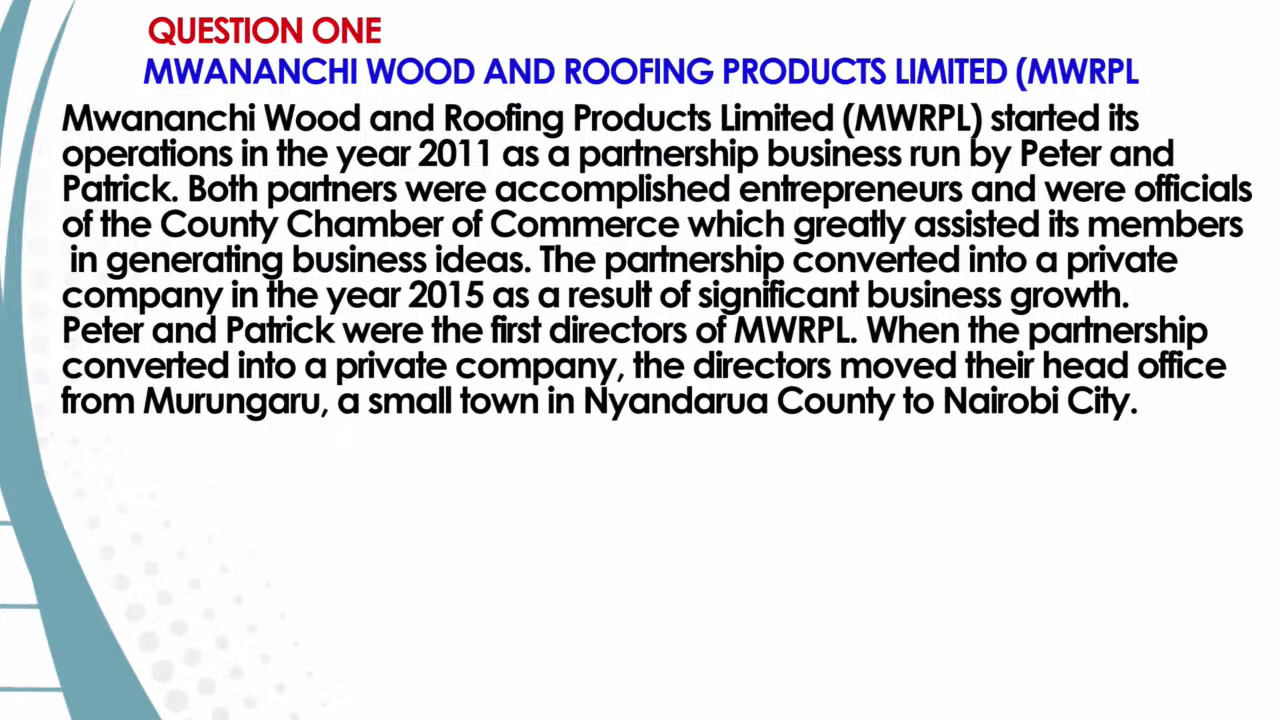 QUESTION ONE
MWANANCHI WOOD AND ROOFING PRODUCTS LIMITED (MWRPL
Mwananchi Wood and Roofing Products Limited (MWRPL) started its
operations in the year 2011 as a partnership business run by Peter and
Patrick. Both partners were accomplished entrepreneurs and were officials
of the County Chamber of Commerce which greatly assisted its members
in generating business ideas. The partnership converted into a private
company in the year 2015 as a result of significant business growth.
Peter and Patrick were the first directors of MWRPL. When the partnership
converted into a private company, the directors moved their head office
from Murungaru, a small town in Nyandarua County to Nairobi City.